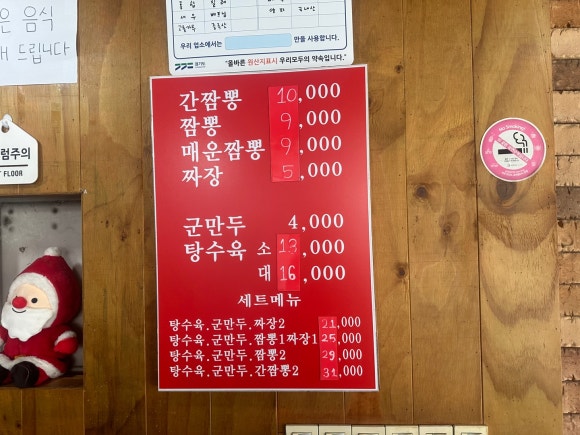 은 음식
드립니다
우리 업소에서는 만을 사용합니다.
"올바른 원산지표시 우리모두의 약속입니다."
럼주의
FLOOR
간짬뽕 10,000
짬뽕 9,000
매운짬뽕 9,000
짜장 5,000
군만두 4,000
탕수육 소 13,000
대 16,000
세트메뉴
탕수육.군만두.짜장2 21,000
탕수육.군만두.짬뽕1짜장1 25,000
탕수육.군만두.짬뽕2 29,000
탕수육.군만두.간짬뽕2 31,000